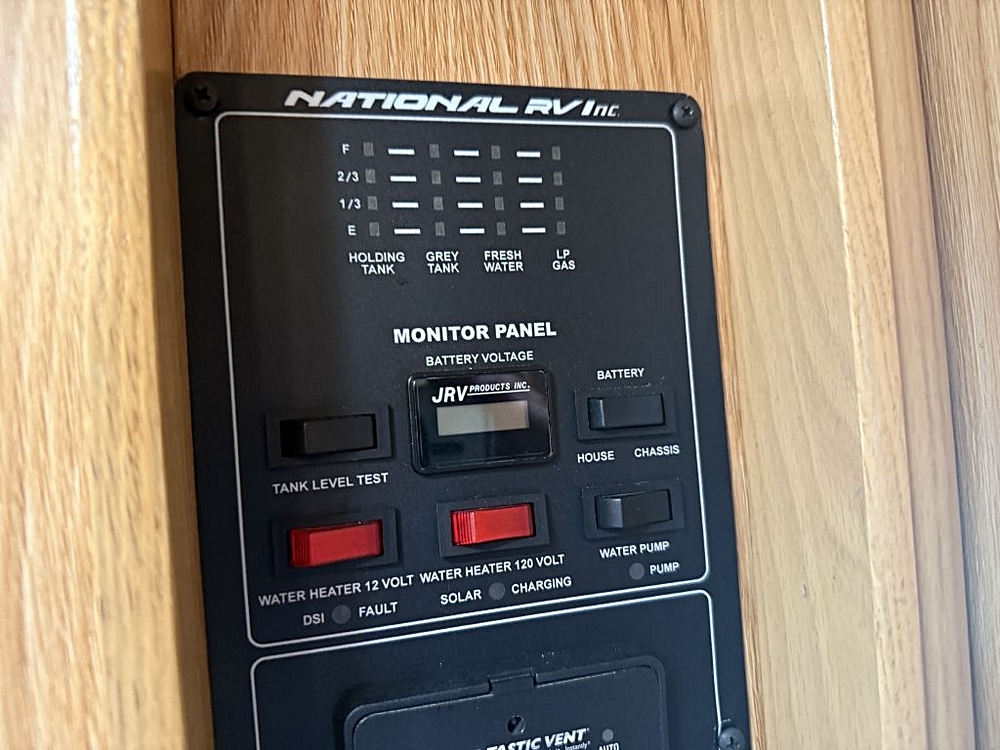 NATIONAL RV Inc.
F
2/3
1/3
E
HOLDING TANK
GREY TANK
FRESH WATER
LP GAS
MONITOR PANEL
BATTERY VOLTAGE
JRV PRODUCTS INC.
BATTERY
HOUSE CHASSIS
TANK LEVEL TEST
WATER HEATER 12 VOLT
WATER HEATER 120 VOLT
WATER PUMP
DSI FAULT
SOLAR CHARGING
PUMP
TASTIC VENT
AUTO